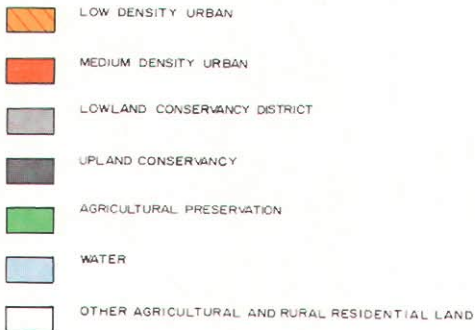 LOW DENSITY URBAN
MEDIUM DENSITY URBAN
LOWLAND CONSERVANCY DISTRICT
UPLAND CONSERVANCY
AGRICULTURAL PRESERVATION
WATER
OTHER AGRICULTURAL AND RURAL RESIDENTIAL LAND